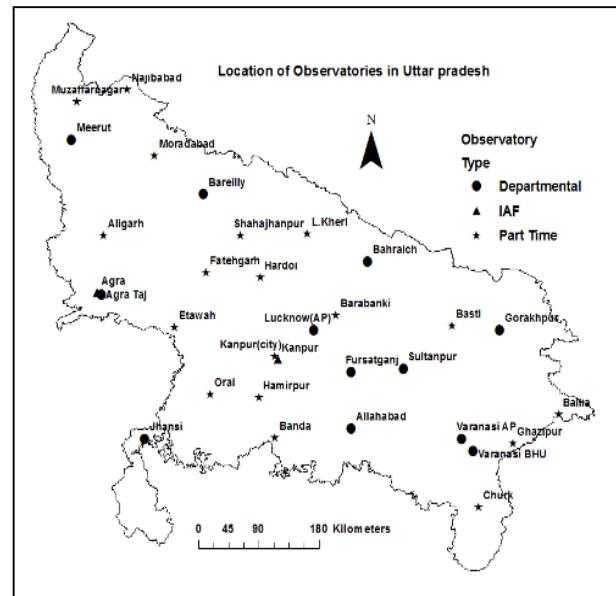 Location of Observatories in Uttar pradesh
Najibabad
Muzaffarnagar
Meerut
Moradabad
N
Observatory
Type
Departmental
IAF
Part Time
Bareilly
Aligarh
Shahajhanpur
L.Kheri
Bahraich
Fatehgarh
Hardoi
Agra
Agra Taj
Etawah
Lucknow(AP)
Barabanki
Basti
Gorakhpur
Kanpur(city)
Kanpur
Fursatganj
Sultanpur
Orai
Hamirpur
Ballia
Jhansi
Banda
Allahabad
Varanasi AP
Ghazipur
Varanasi BHU
Churk
0 45 90 180 Kilometers